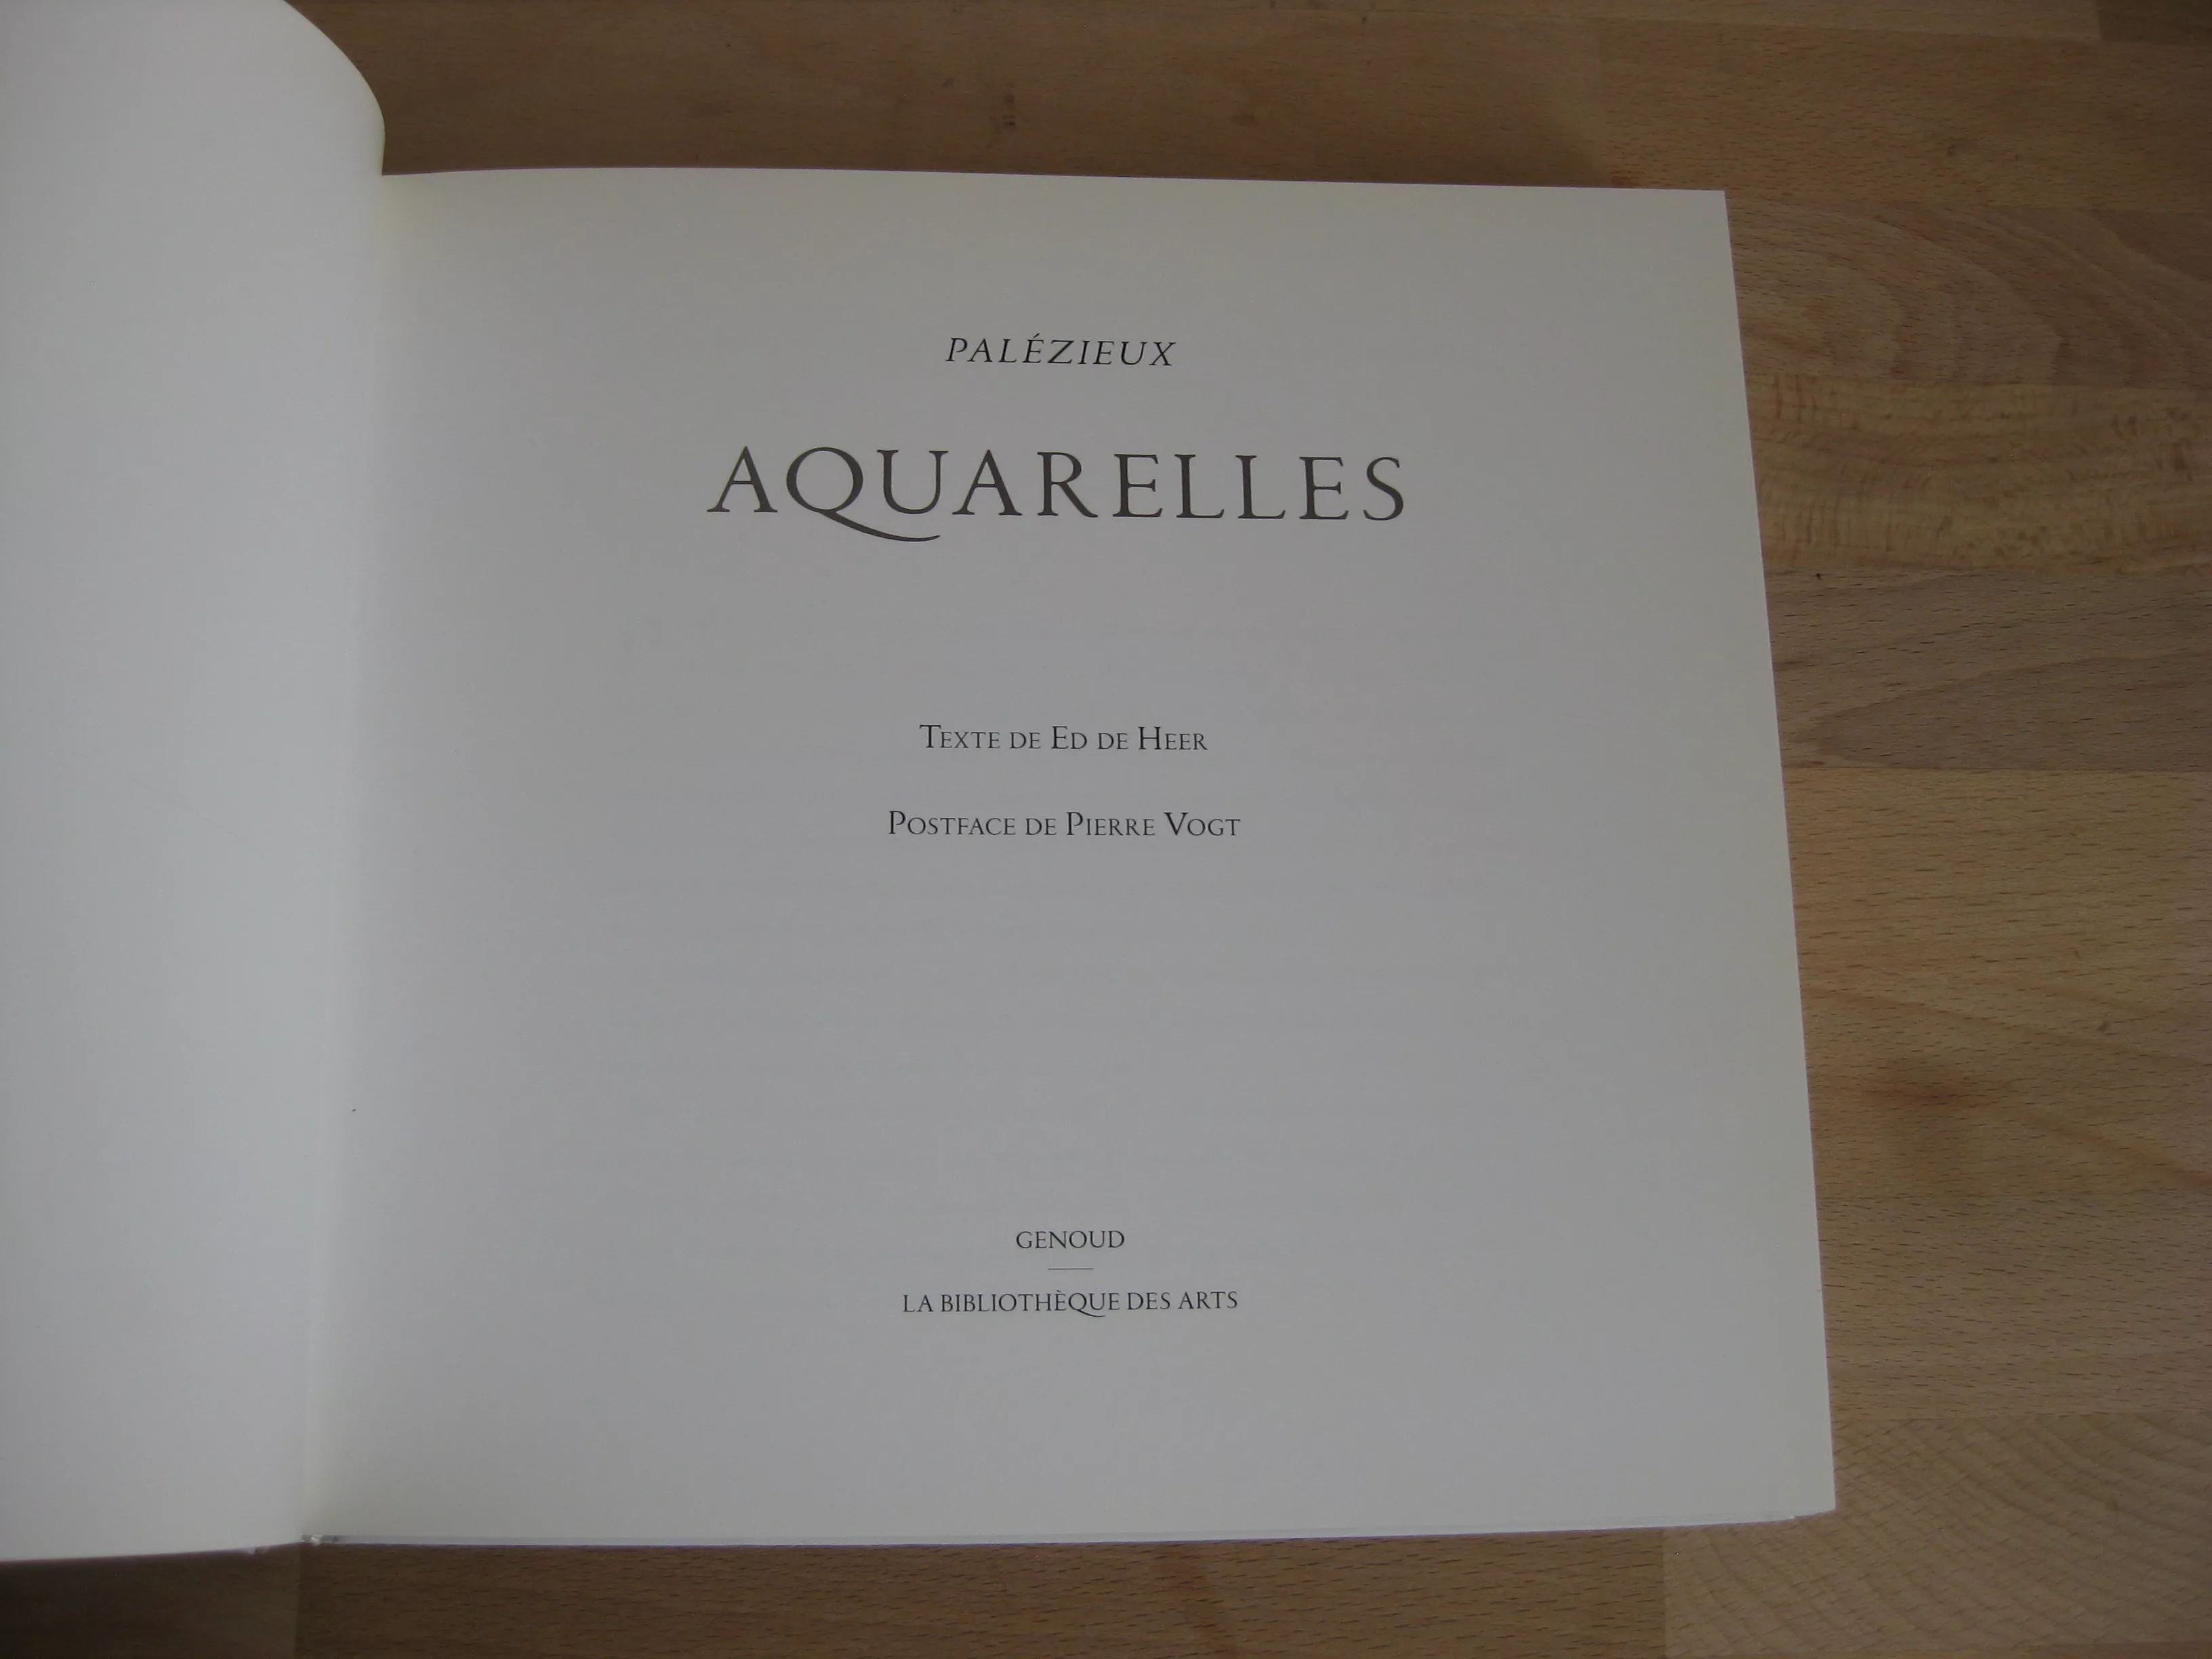 PALÉZIEUX
AQUARELLES
TEXTE DE ED DE HEER
POSTFACE DE PIERRE VOGT
GENOUD
LA BIBLIOTHÈQUE DES ARTS